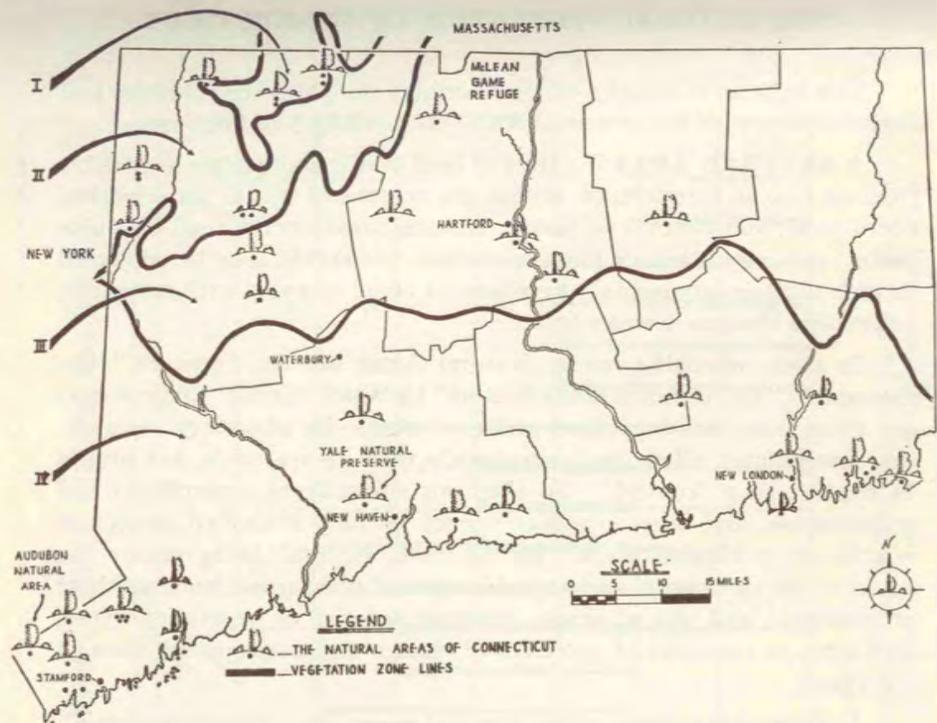 MASSACHUSETTS
McLEAN
GAME
REFUGE
I
II
HARTFORD
NEW YORK
III
WATERBURY
YALE NATURAL
PRESERVE
IV
NEW LONDON
NEW HAVEN
AUDUBON
NATURAL
AREA
N
SCALE
0 5 10 15 MILES
LEGEND
THE NATURAL AREAS OF CONNECTICUT
VEGETATION ZONE LINES
STAMFORD